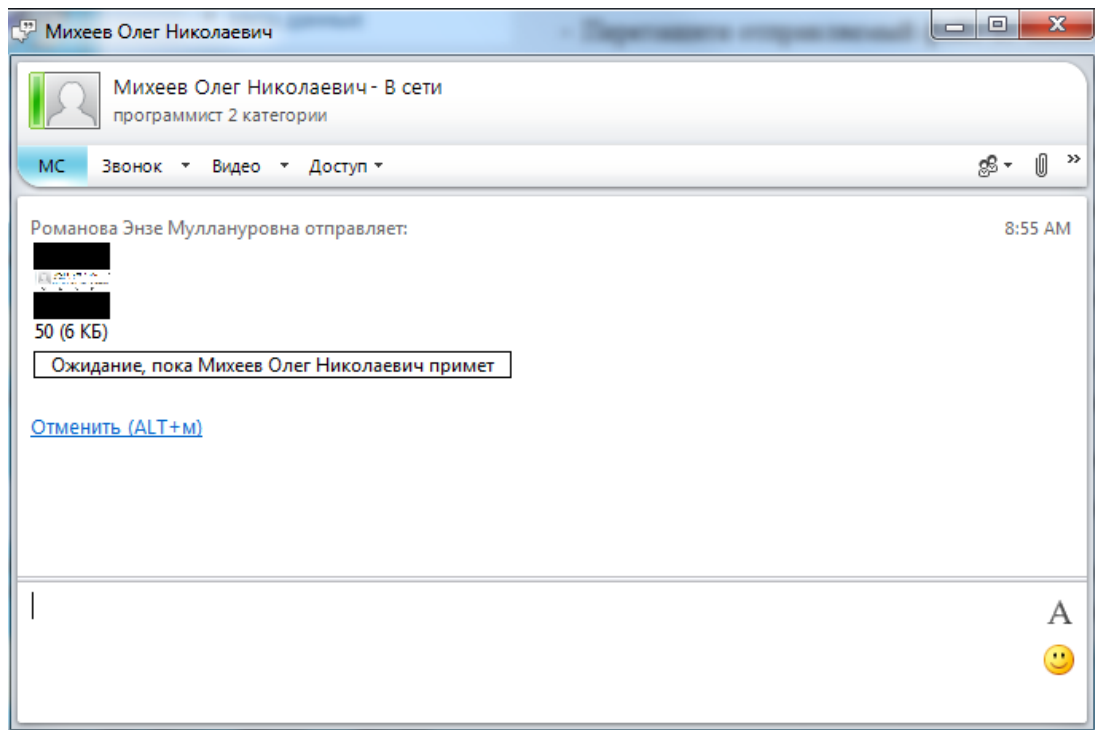 Михеев Олег Николаевич
Михеев Олег Николаевич - В сети
программист 2 категории
МС Звонок Видео Доступ
Романова Энзе Муллануровна отправляет: 8:55 AM
50 (6 КБ)
Ожидание, пока Михеев Олег Николаевич примет
Отменить (ALT+м)
A